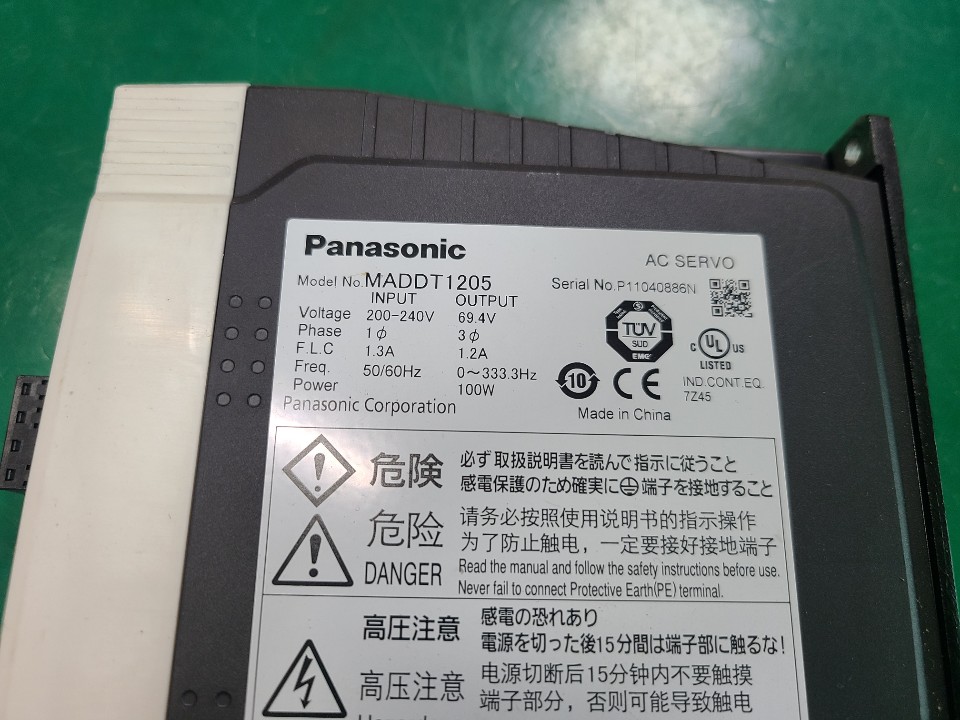 Panasonic
AC SERVO
Model No. MADDT1205
Serial No. P11040886N
INPUT OUTPUT
Voltage 200-240V 69.4V
Phase 1ϕ 3ϕ
F.L.C 1.3A 1.2A
Freq. 50/60Hz 0～333.3Hz
Power 100W
Panasonic Corporation
TÜV
SÜD
EMC
C UL US
LISTED
10
CE
IND.CONT.EQ.
7Z45
Made in China
危険
必ず取扱説明書を読んで指示に従うこと
感電保護のため確実に⏚端子を接地すること
危险
请务必按照使用说明书的指示操作
为了防止触电，一定要接好接地端子
DANGER
Read the manual and follow the safety instructions before use.
Never fail to connect Protective Earth(PE) terminal.
高圧注意
感電の恐れあり
電源を切った後15分間は端子部に触るな!
高压注意
电源切断后15分钟内不要触摸
端子部分，否则可能导致触电